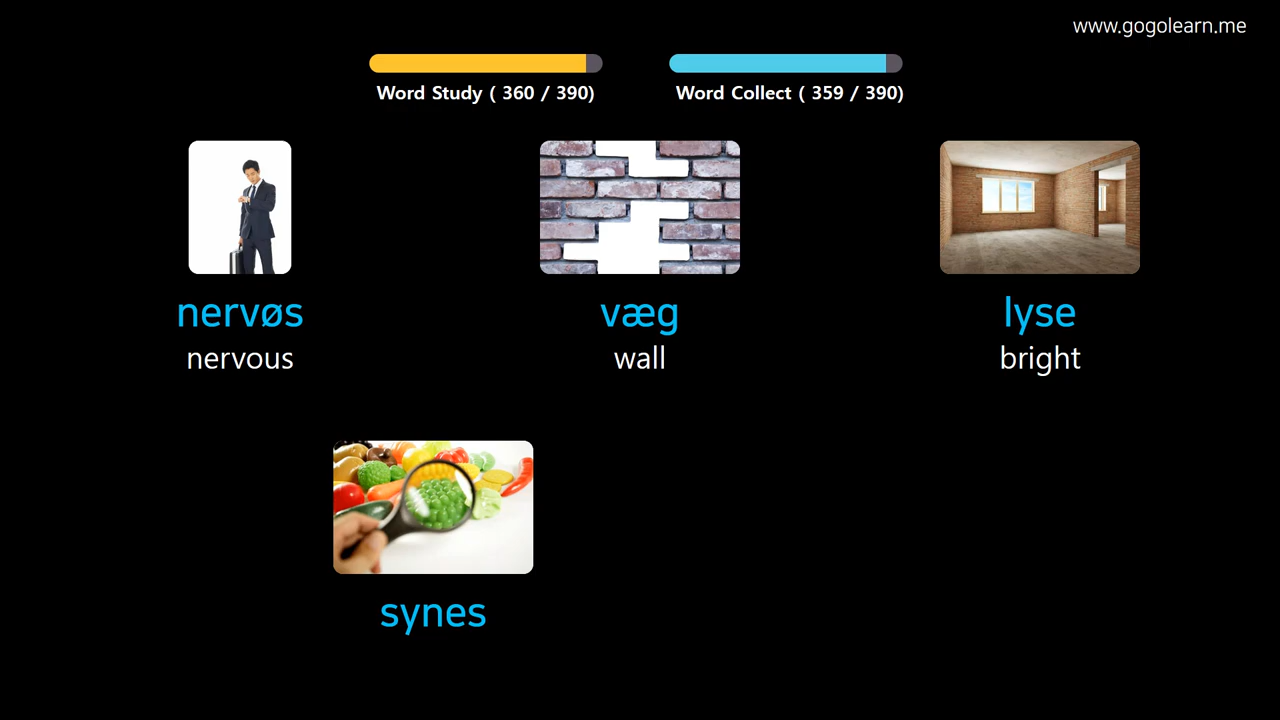 www.gogolearn.me
Word Study ( 360 / 390)
Word Collect ( 359 / 390)
nervøs
væg
lyse
nervous
wall
bright
synes